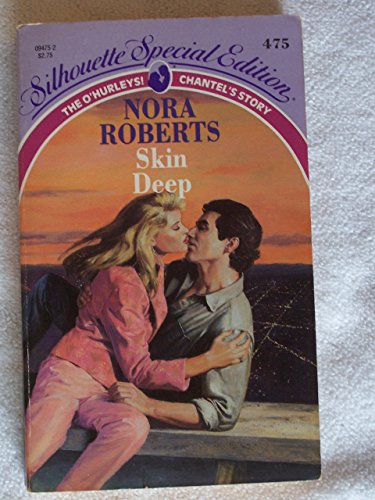 09475-2
$2.75
Silhouette Special Edition®
475
THE O'HURLEYS! CHANTEL'S STORY
NORA
ROBERTS
Skin
Deep